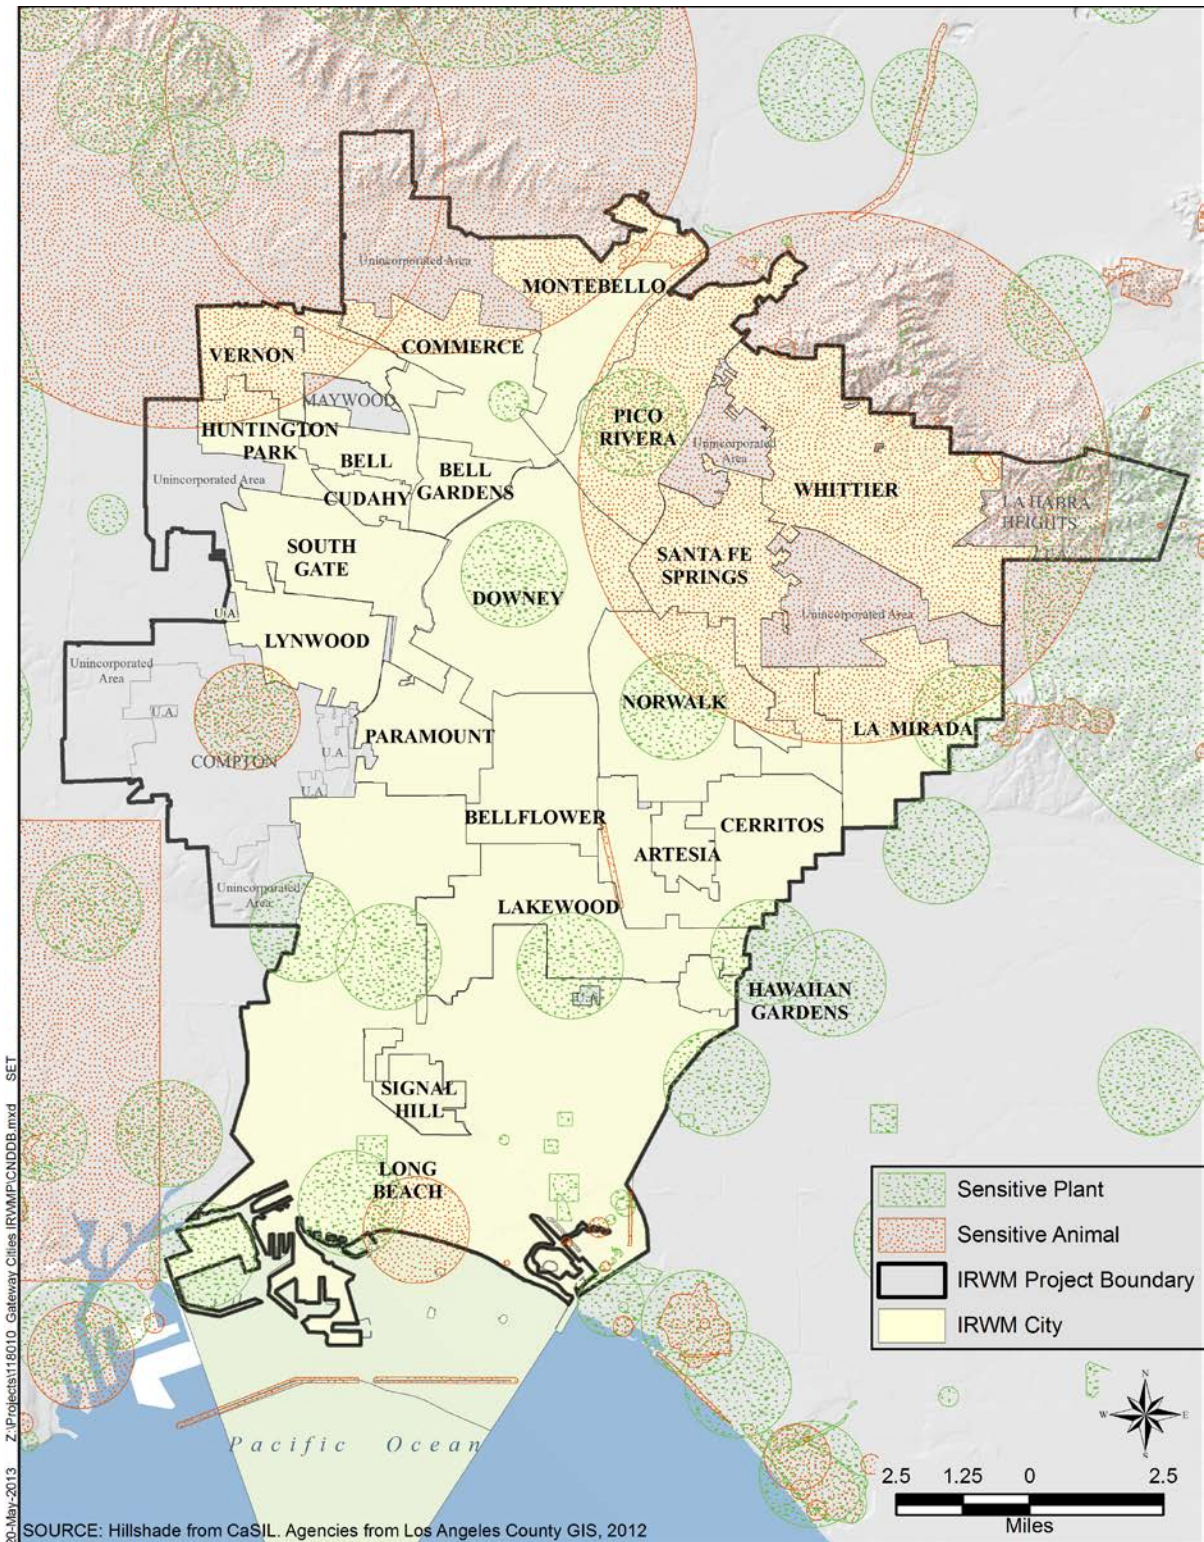 Unincorporated Area
MONTEBELLO
VERNON
COMMERCE
MAYWOOD
PICO
RIVERA
HUNTINGTON
PARK
Unincorporated
Area
BELL
BELL
GARDENS
Unincorporated Area
CUDAHY
WHITTIER
LA HABRA
HEIGHTS
SOUTH
GATE
SANTA FE
SPRINGS
DOWNEY
U.A.
Unincorporated Area
LYNWOOD
Unincorporated
Area
NORWALK
U.A.
PARAMOUNT
LA MIRADA
U.A.
COMPTON
U.A.
BELLFLOWER
CERRITOS
ARTESIA
Unincorporated
Area
LAKEWOOD
U.A.
HAWAIIAN
GARDENS
SIGNAL
HILL
LONG
BEACH
Sensitive Plant
Sensitive Animal
IRWM Project Boundary
IRWM City
N
W
E
S
Pacific Ocean
2.5 1.25 0 2.5
Miles
SOURCE: Hillshade from CaSIL. Agencies from Los Angeles County GIS, 2012
20-May-2013 Z:\Projects\118010_Gateway_Cities IRWMP\CNDDB.mxd SET